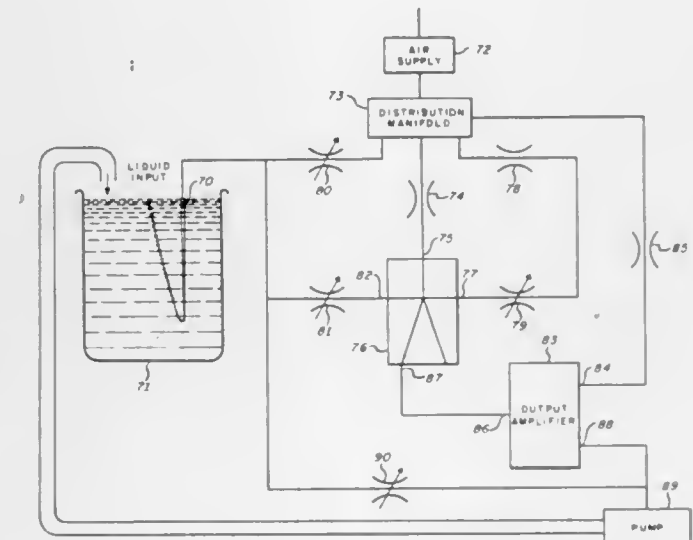 AIR
SUPPLY
72
73
DISTRIBUTION
MANIFOLD
LIQUID
INPUT
70
80
74
78
75
85
82
77
81
79
76
83
87
84
71
86
OUTPUT
AMPLIFIER
88
90
89
PUMP